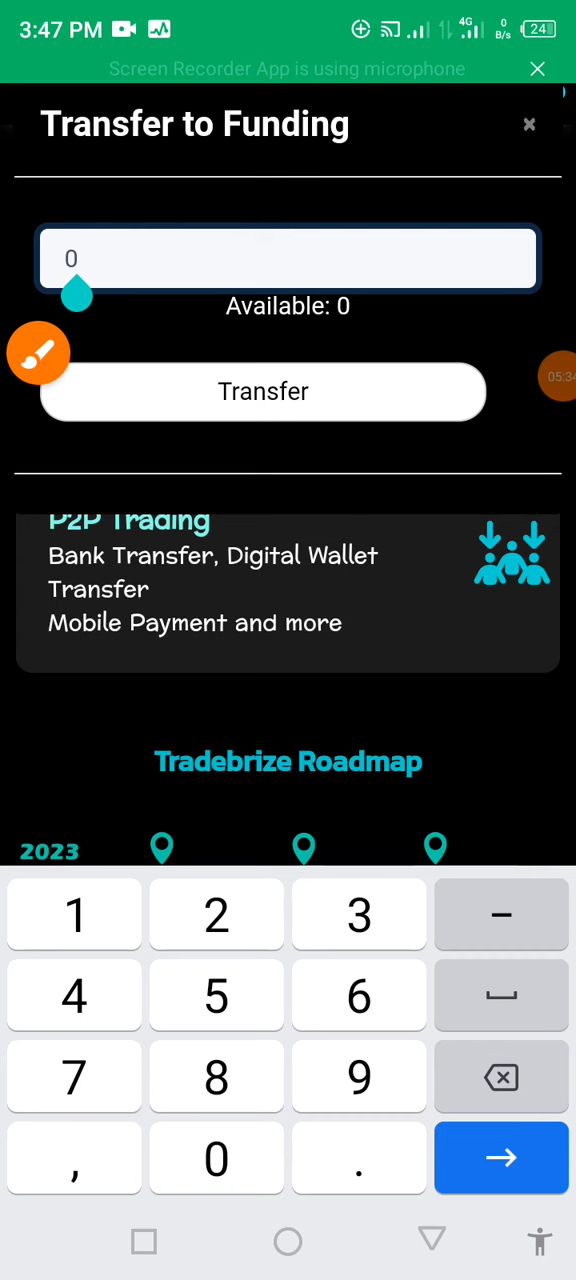 3:47 PM
4G
0 B/s
24
Screen Recorder App is using microphone
Transfer to Funding
0
Available: 0
05:34
Transfer
P2P Trading
Bank Transfer, Digital Wallet
Transfer
Mobile Payment and more
Tradebrize Roadmap
2023
1 2 3 -
4 5 6
7 8 9
, 0 .